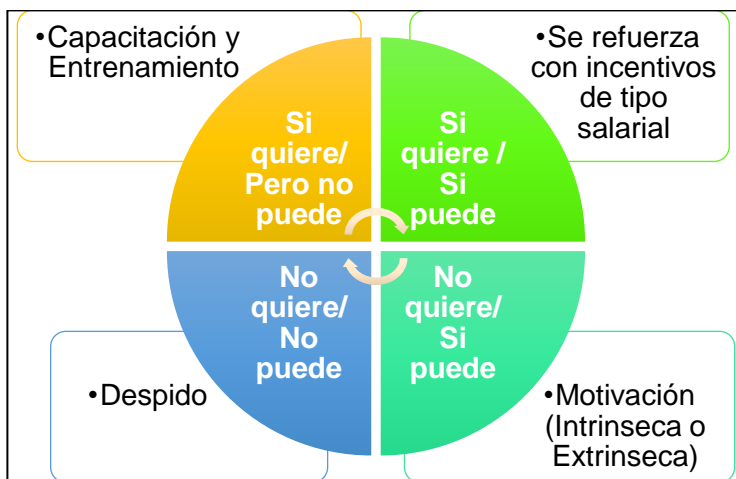 •Capacitación y
Entrenamiento
•Se refuerza
con incentivos
de tipo
salarial
Si
quiere/
Pero no
puede
Si
quiere /
Si
puede
No
quiere/
No
puede
No
quiere/
Si
puede
•Despido
•Motivación
(Intrinseca o
Extrinseca)